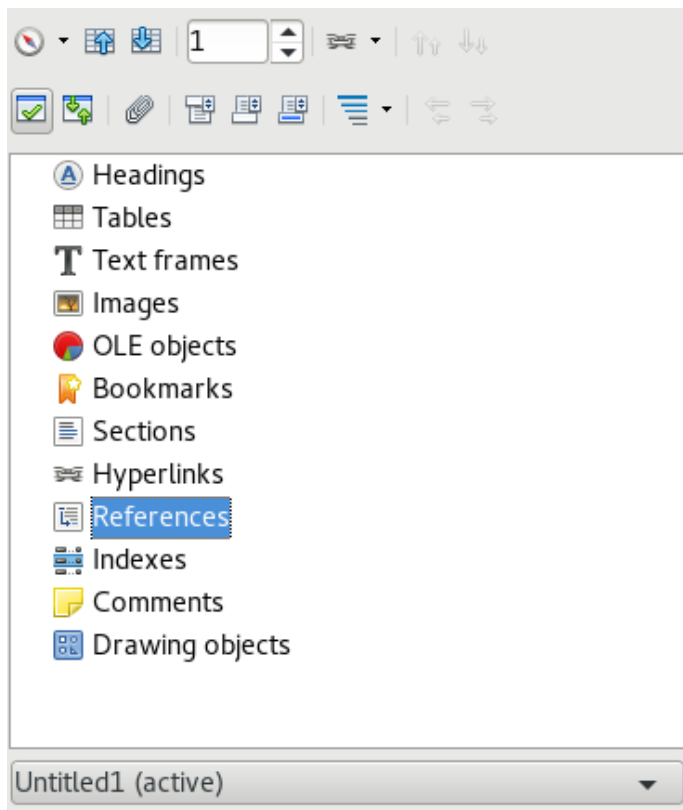 1
Headings
Tables
Text frames
Images
OLE objects
Bookmarks
Sections
Hyperlinks
References
Indexes
Comments
Drawing objects
Untitled1 (active)